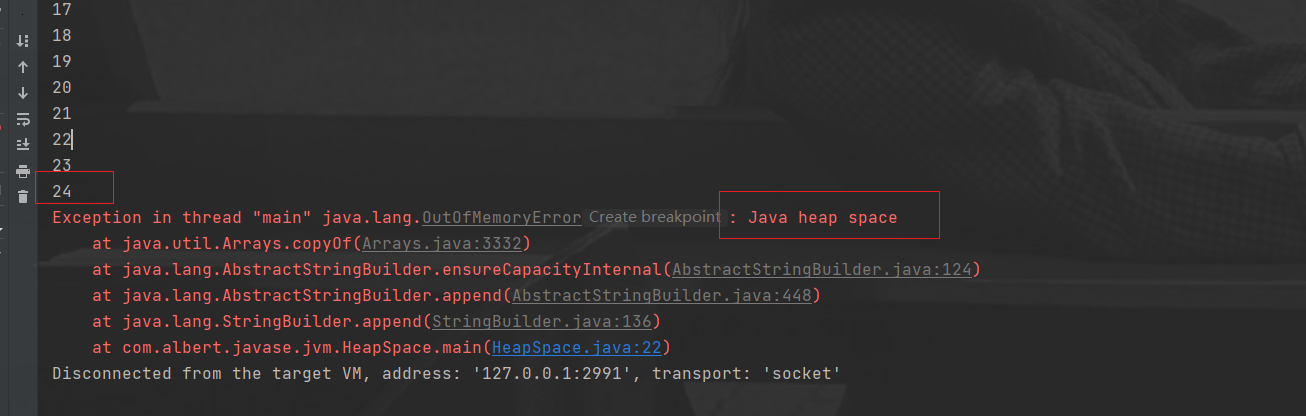 17
18
19
20
21
22
23
24
Exception in thread "main" java.lang.OutOfMemoryError Create breakpoint : Java heap space
at java.util.Arrays.copyOf(Arrays.java:3332)
at java.lang.AbstractStringBuilder.ensureCapacityInternal(AbstractStringBuilder.java:124)
at java.lang.AbstractStringBuilder.append(AbstractStringBuilder.java:448)
at java.lang.StringBuilder.append(StringBuilder.java:136)
at com.albert.javase.jvm.HeapSpace.main(HeapSpace.java:22)
Disconnected from the target VM, address: '127.0.0.1:2991', transport: 'socket'